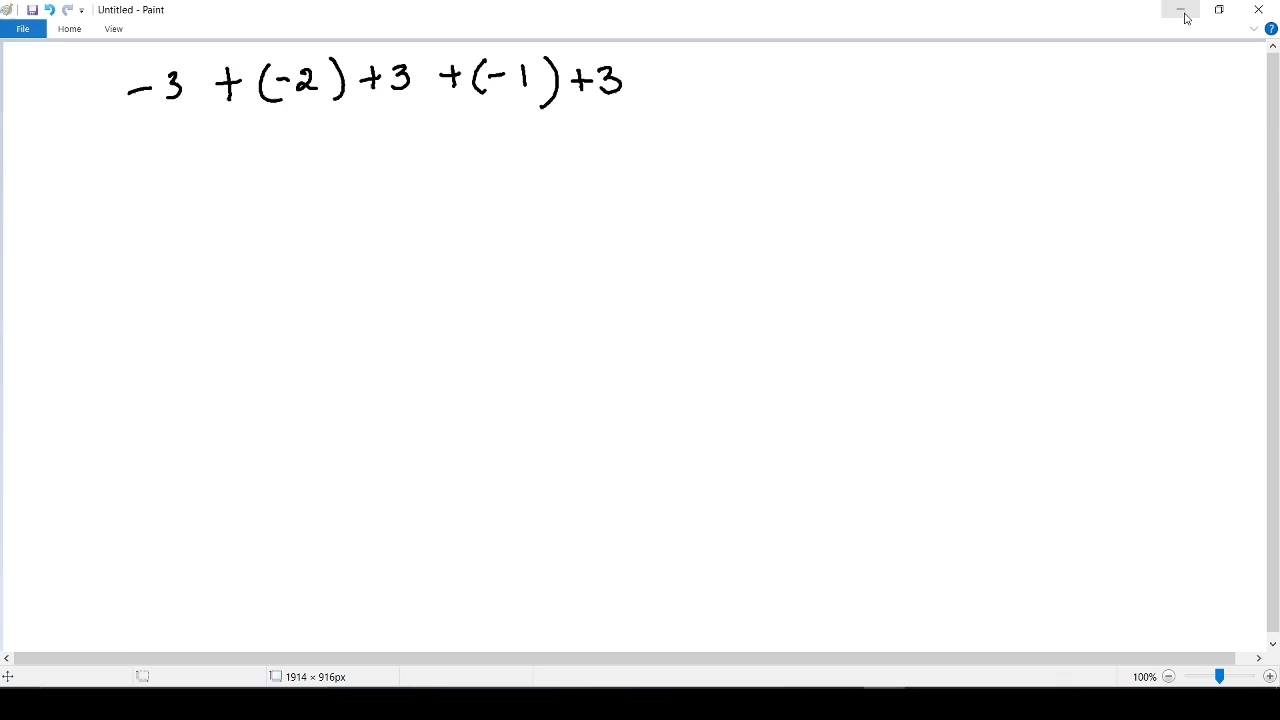 Untitled - Paint
File Home View
-3 +(-2) +3 +(-1) +3
1914 × 916px
100%